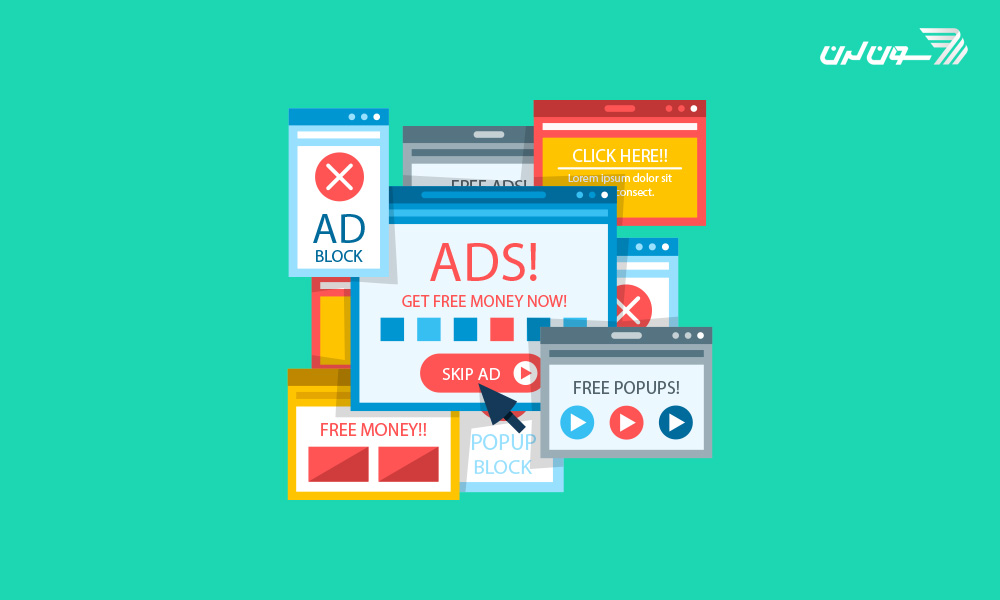 سون لرن
CLICK HERE!!
Lorem ipsum dolor sit
consect.
AD
BLOCK
FREE ADS!
ADS!
GET FREE MONEY NOW!
SKIP AD
FREE POPUPS!
FREE MONEY!!
POPUP
BLOCK